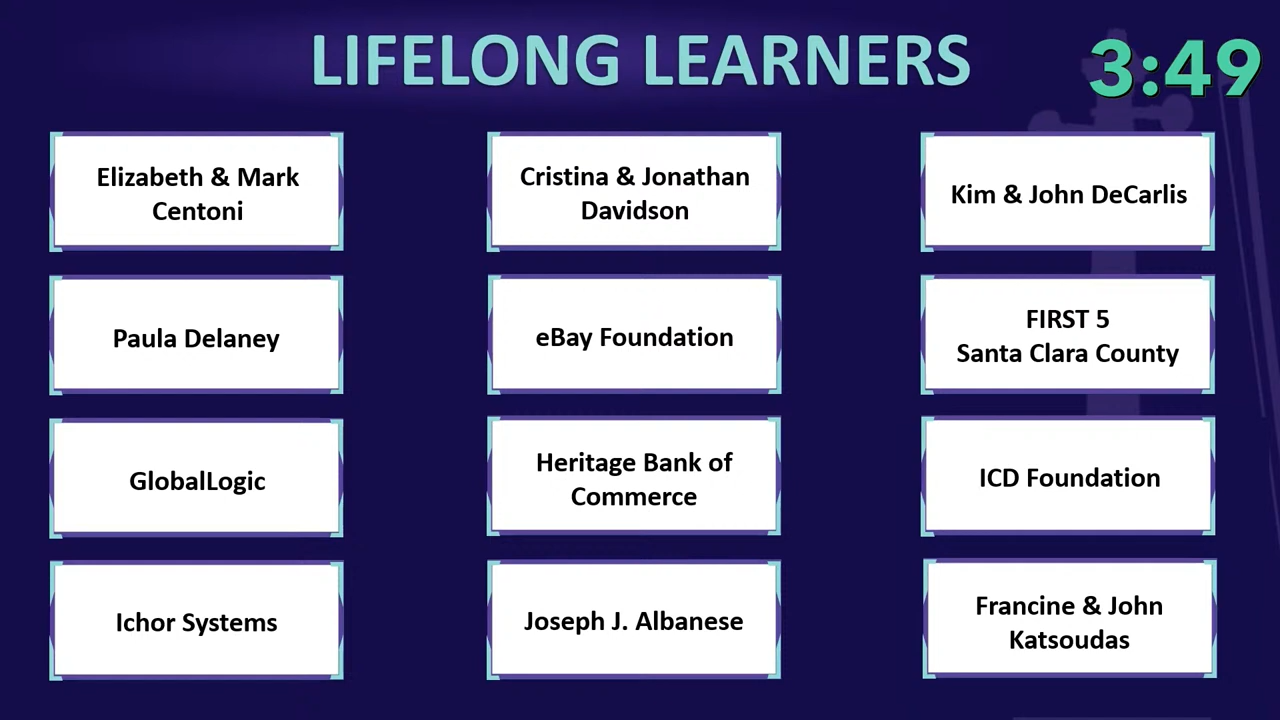 LIFELONG LEARNERS
3:49
Elizabeth & Mark
Centoni
Cristina & Jonathan
Davidson
Kim & John DeCarlis
Paula Delaney
eBay Foundation
FIRST 5
Santa Clara County
GlobalLogic
Heritage Bank of
Commerce
ICD Foundation
Ichor Systems
Joseph J. Albanese
Francine & John
Katsoudas